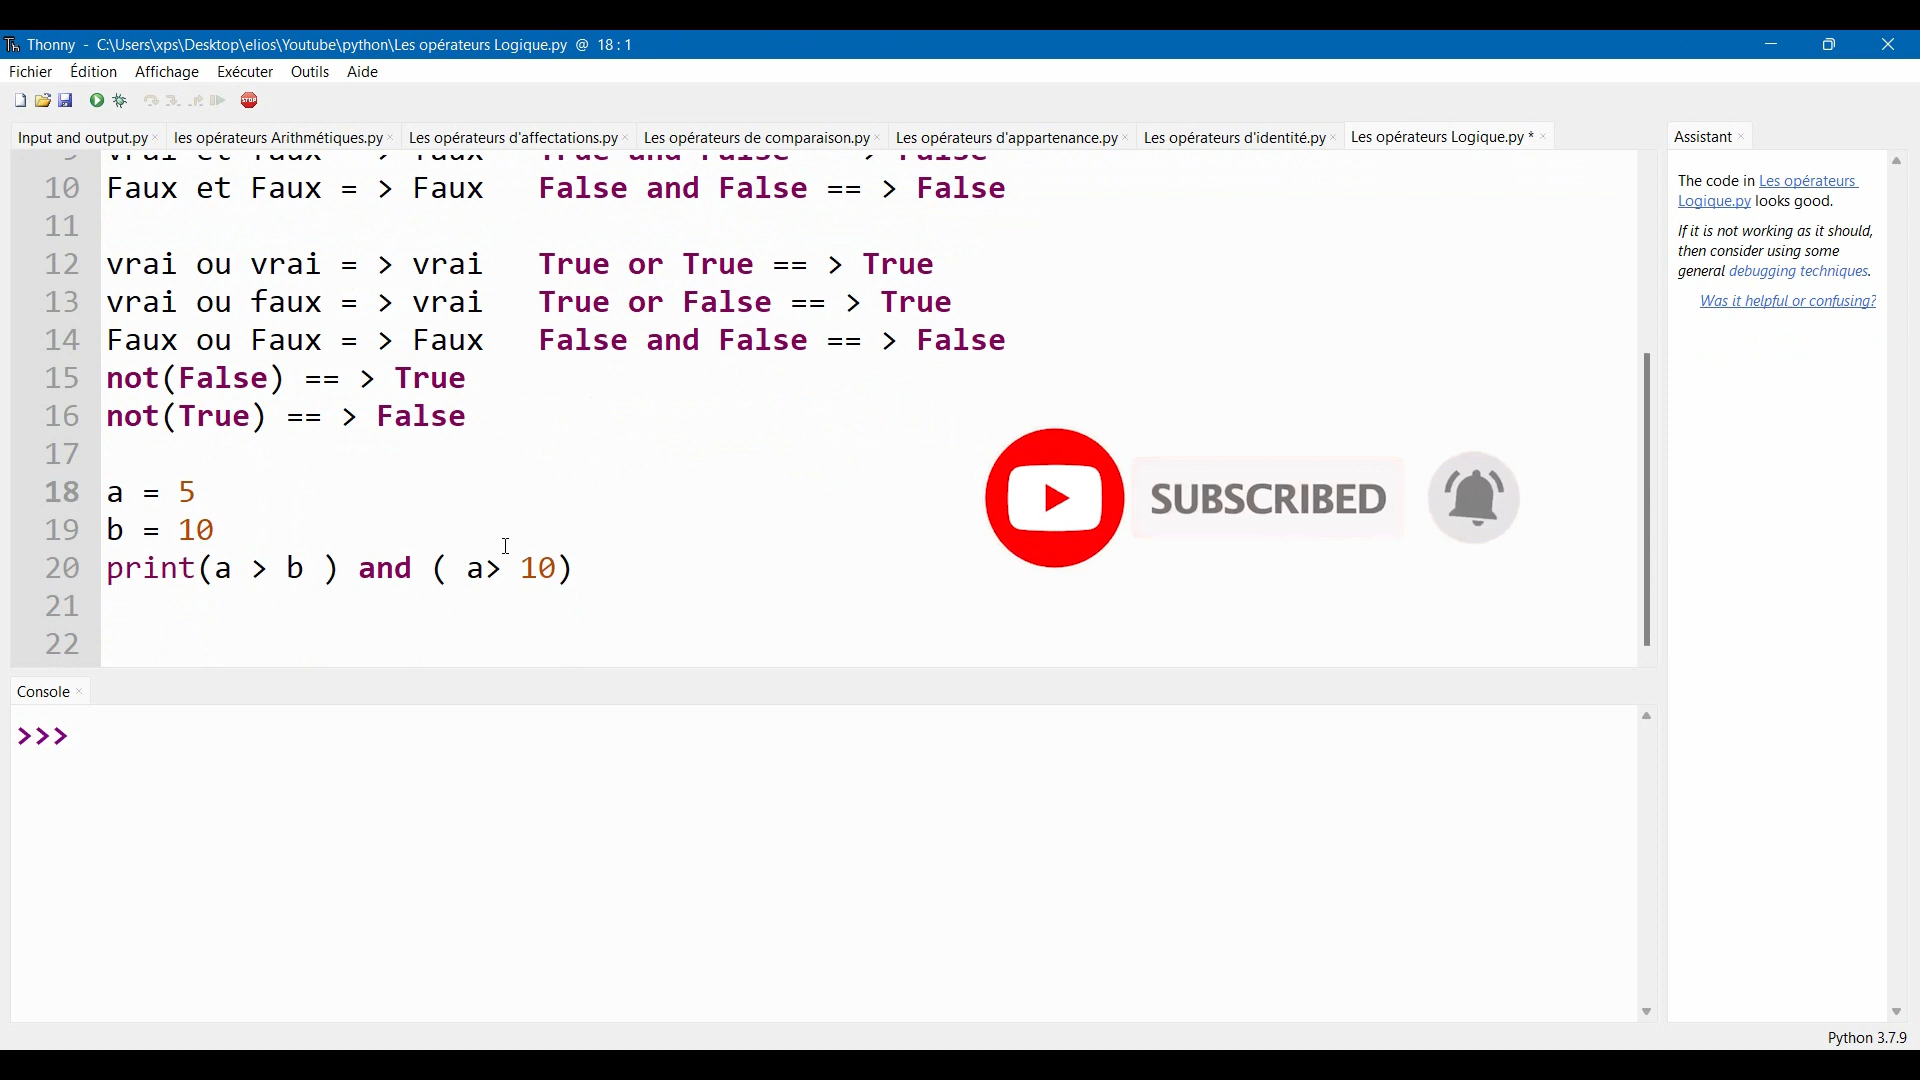 Thonny - C:\Users\xps\Desktop\elios\Youtube\python\Les opérateurs Logique.py @ 18 : 1
Fichier Édition Affichage Exécuter Outils Aide
STOP
Input and output.py × les opérateurs Arithmétiques.py × Les opérateurs d'affectations.py × Les opérateurs de comparaison.py × Les opérateurs d'appartenance.py × Les opérateurs d'identité.py × Les opérateurs Logique.py * ×
10 Faux et Faux = > Faux False and False == > False
11
12 vrai ou vrai = > vrai True or True == > True
13 vrai ou faux = > vrai True or False == > True
14 Faux ou Faux = > Faux False and False == > False
15 not(False) == > True
16 not(True) == > False
17
18 a = 5
19 b = 10
20 print(a > b ) and ( a> 10)
21
22
SUBSCRIBED
Console ×
>>>
Assistant ×
The code in Les opérateurs
Logique.py looks good.
If it is not working as it should,
then consider using some
general debugging techniques.
Was it helpful or confusing?
Python 3.7.9